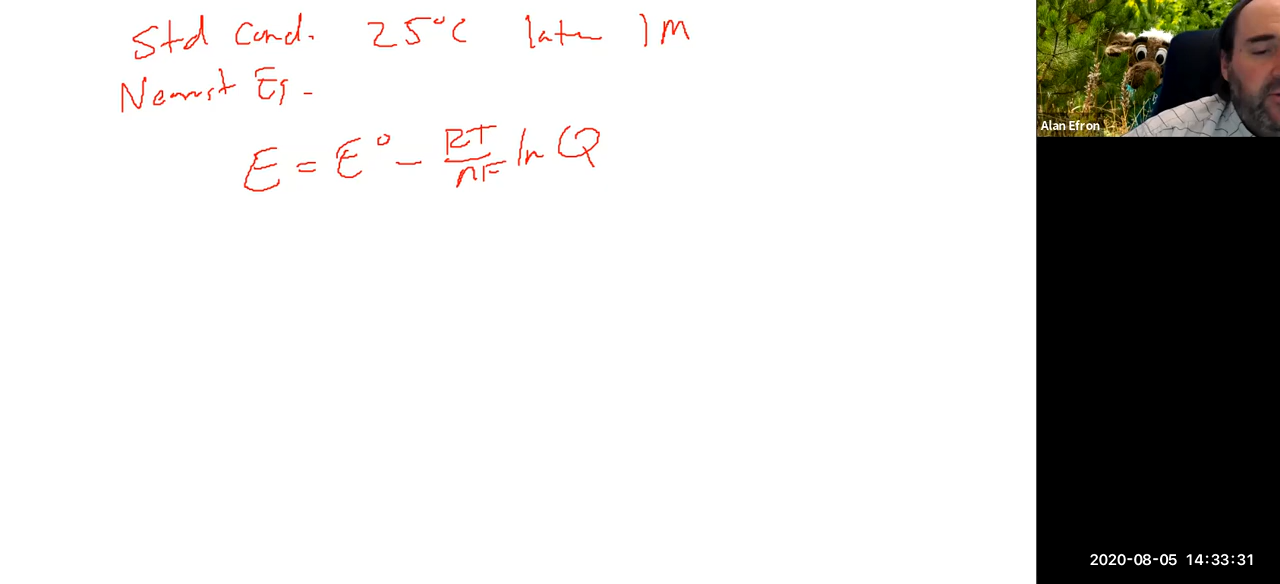 Std Cond. 25°C 1atm 1M
Nernst Eq.
E = E° - RT/nF ln Q
Alan Efron
2020-08-05 14:33:31